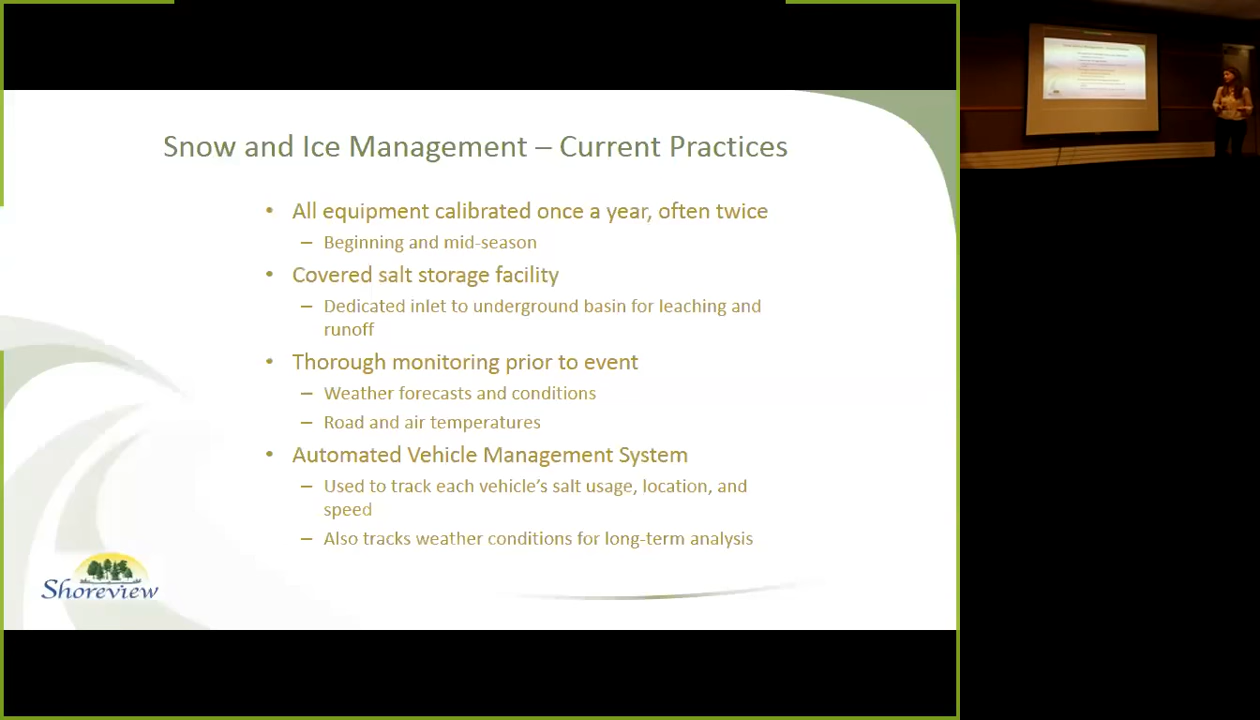 Snow and Ice Management – Current Practices
• All equipment calibrated once a year, often twice
– Beginning and mid-season
• Covered salt storage facility
– Dedicated inlet to underground basin for leaching and
runoff
• Thorough monitoring prior to event
– Weather forecasts and conditions
– Road and air temperatures
• Automated Vehicle Management System
– Used to track each vehicle's salt usage, location, and
speed
– Also tracks weather conditions for long-term analysis
Shoreview